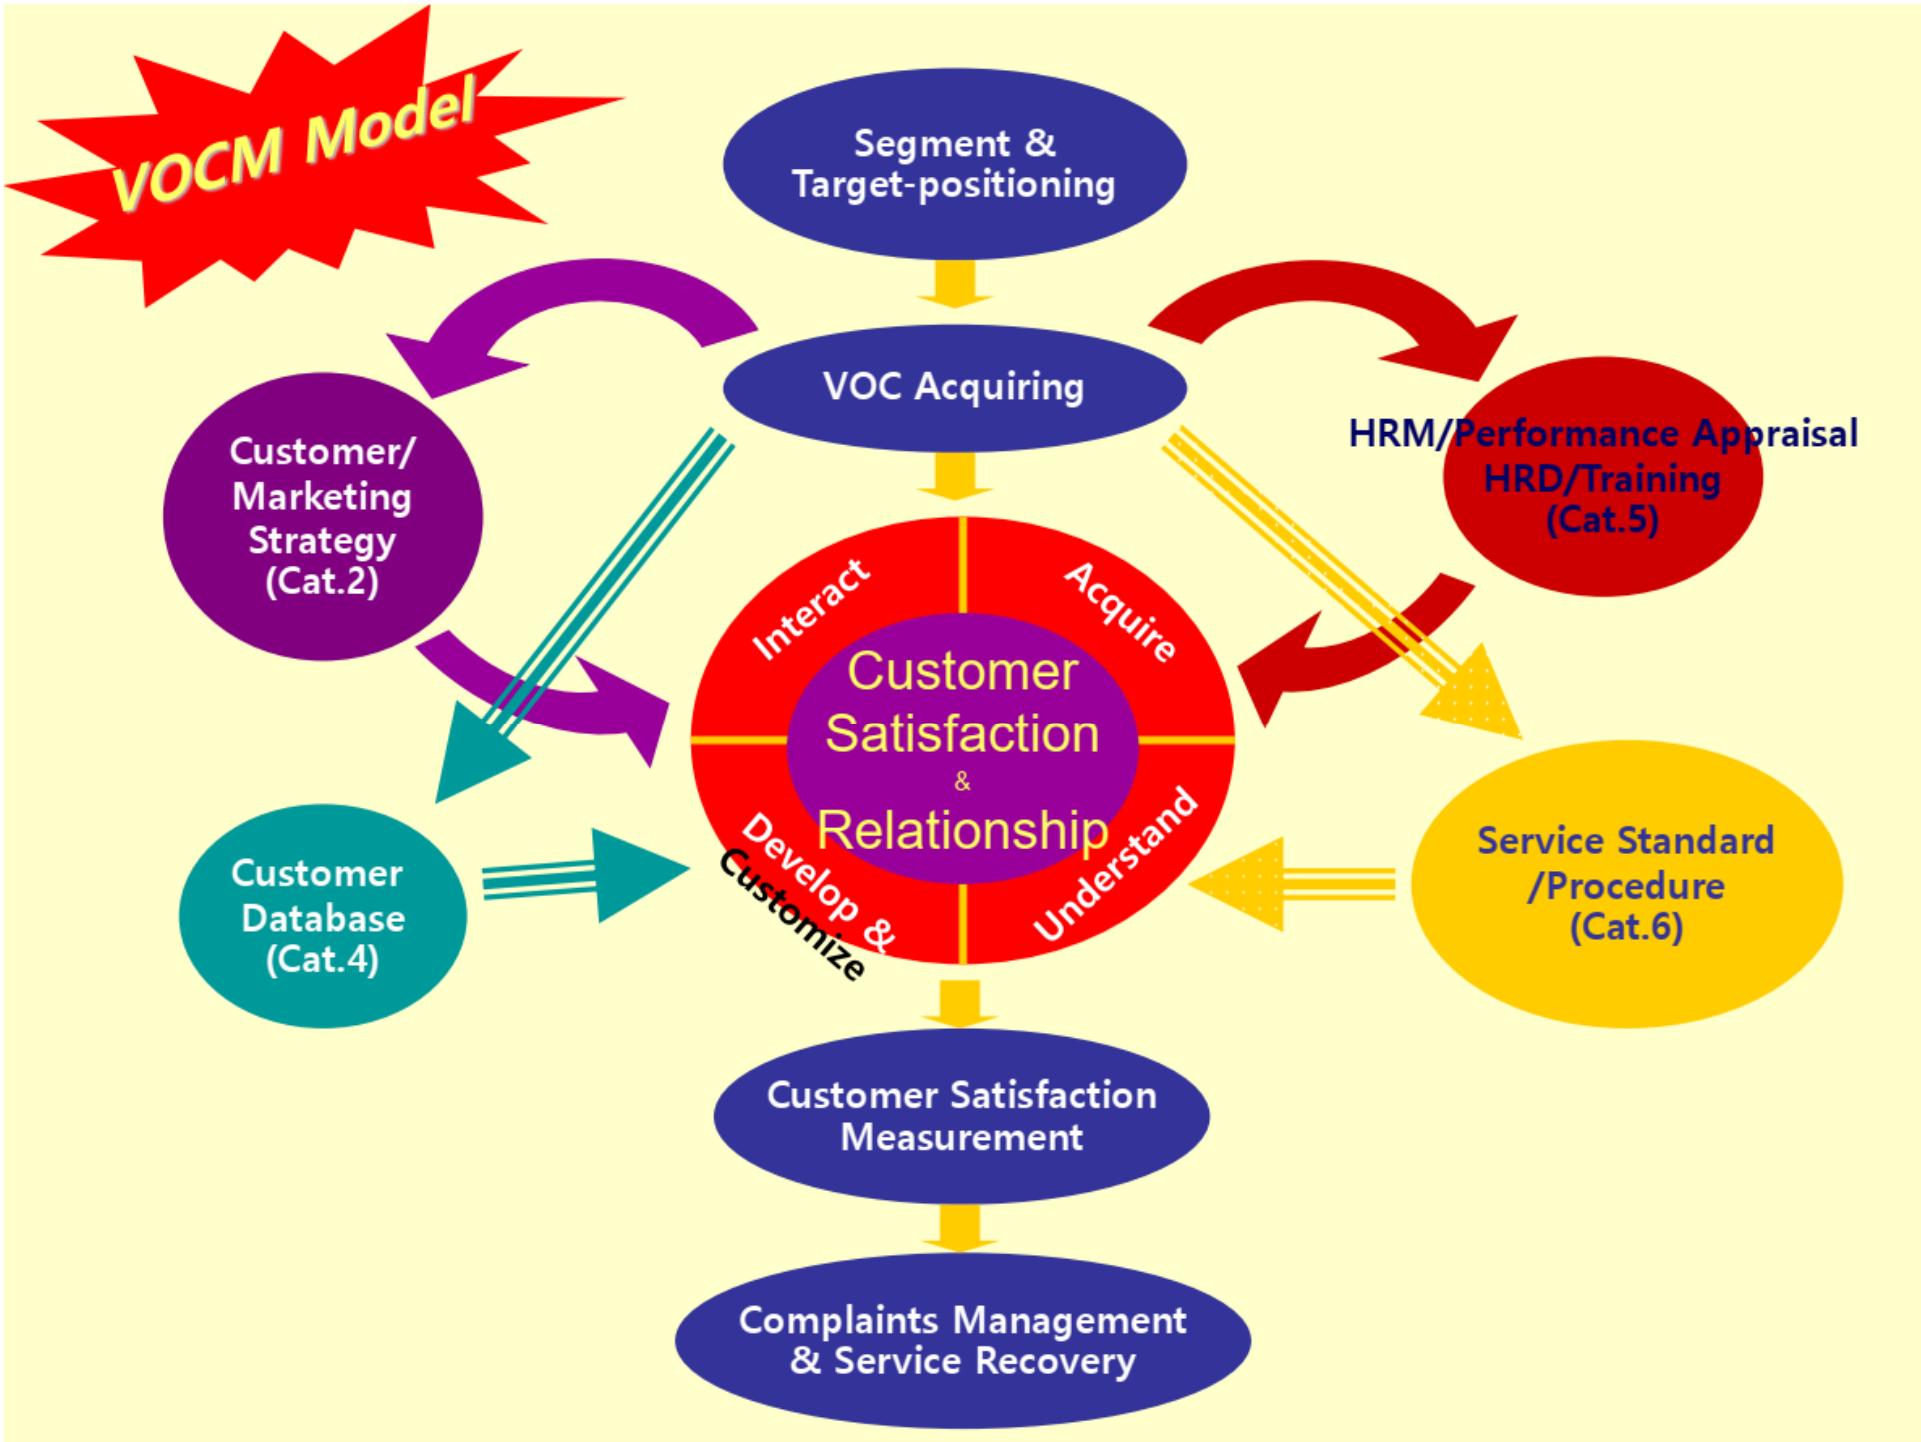 VOCM Model
Segment &
Target-positioning
VOC Acquiring
Customer/
Marketing
Strategy
(Cat.2)
HRM/Performance Appraisal
HRD/Training
(Cat.5)
Interact
Acquire
Customer
Satisfaction
&
Relationship
Develop &
Customize
Understand
Customer
Database
(Cat.4)
Service Standard
/Procedure
(Cat.6)
Customer Satisfaction
Measurement
Complaints Management
& Service Recovery